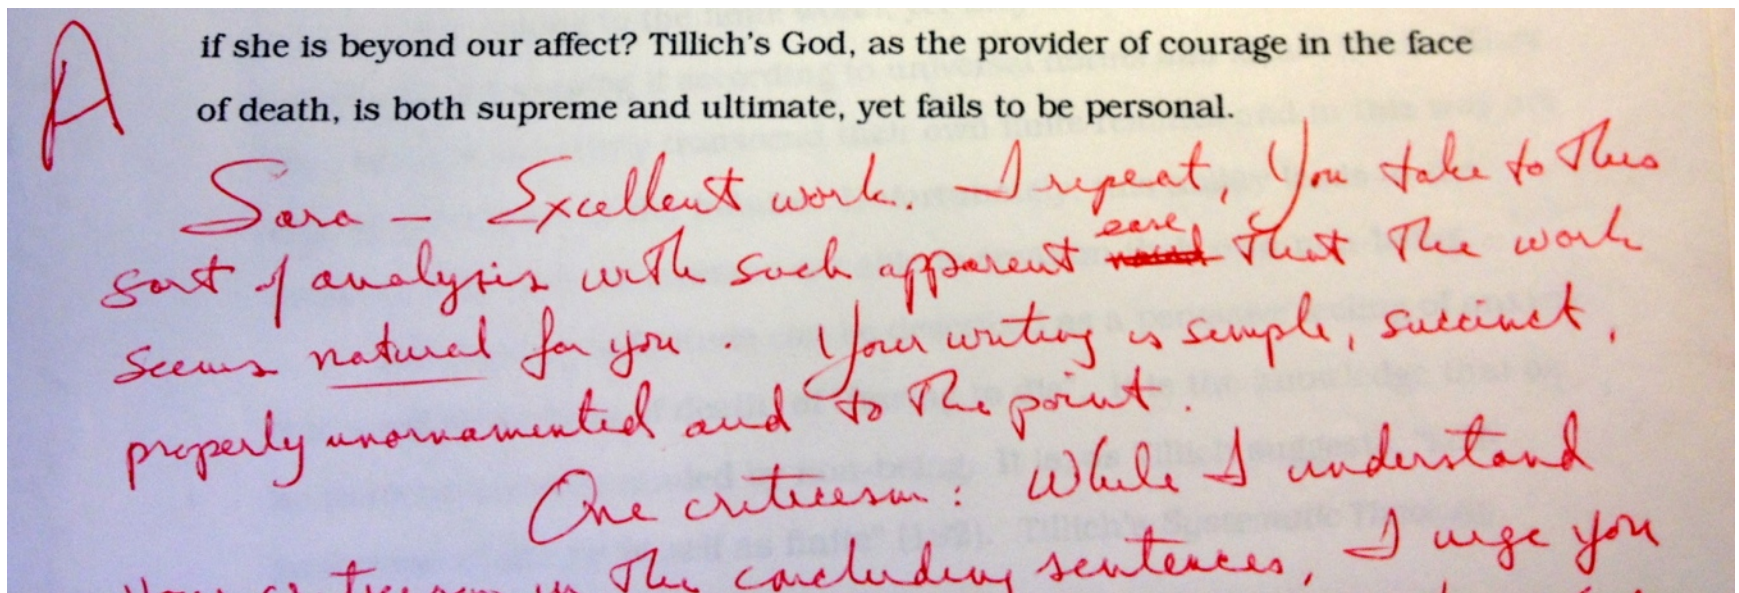 A
if she is beyond our affect? Tillich's God, as the provider of courage in the face
of death, is both supreme and ultimate, yet fails to be personal.
Sara – Excellent work. I repeat, You take to this
ease
sort of analysis with such apparent that the work
seems natural for you. Your writing is simple, succinct,
properly unornamented and to the point.
One criticism: While I understand
your criticism in the concluding sentences, I urge you